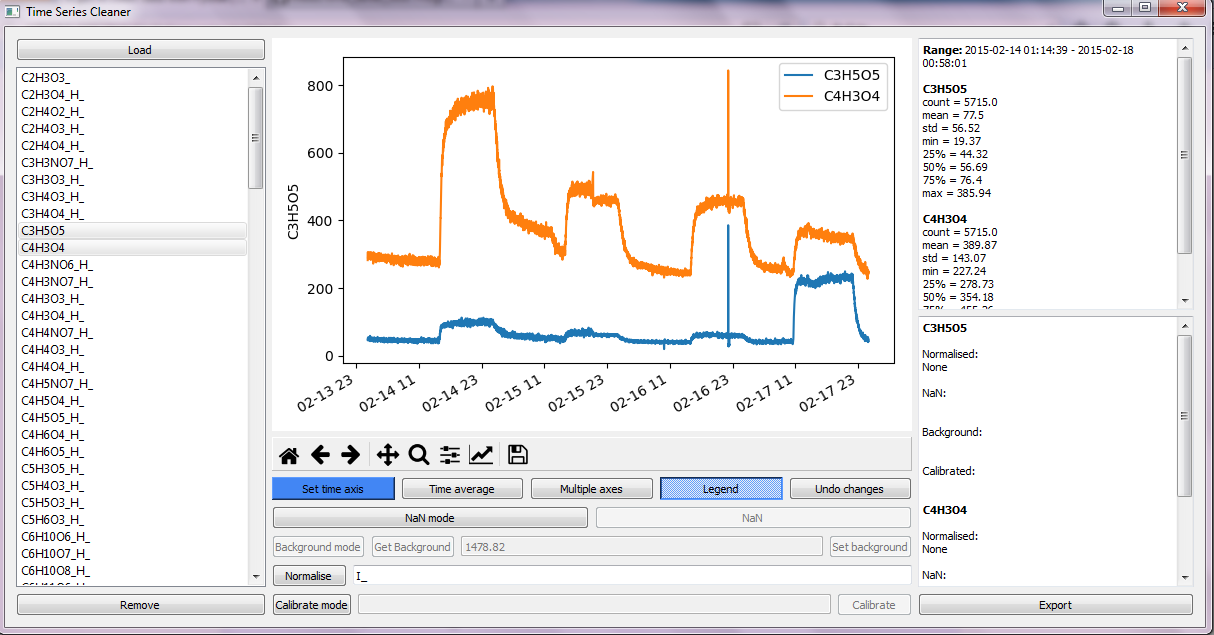 Time Series Cleaner
Load
C2H3O3_
C2H3O4_H_
C2H4O2_H_
C2H4O3_H_
C2H4O4_H_
C3H3NO7_H_
C3H3O3_H_
C3H4O3_H_
C3H4O4_H_
C3H5O5
C4H3O4
C4H3NO6_H_
C4H3NO7_H_
C4H3O3_H_
C4H3O4_H_
C4H4NO7_H_
C4H4O3_H_
C4H4O4_H_
C4H5NO7_H_
C4H5O4_H_
C4H5O5_H_
C4H6O4_H_
C4H6O5_H_
C5H3O5_H_
C5H4O3_H_
C5H5O3_H_
C5H6O3_H_
C6H10O6_H_
C6H10O7_H_
C6H10O8_H_
Remove
C3H5O5
C4H3O4
800
600
400
200
0
C3H5O5
02-13 23
02-14 11
02-14 23
02-15 11
02-15 23
02-16 11
02-16 23
02-17 11
02-17 23
Set time axis
Time average
Multiple axes
Legend
Undo changes
NaN mode
NaN
Background mode
Get Background
1478.82
Set background
Normalise
I_
Calibrate mode
Calibrate
Range: 2015-02-14 01:14:39 - 2015-02-18
00:58:01
C3H5O5
count = 5715.0
mean = 77.5
std = 56.52
min = 19.37
25% = 44.32
50% = 56.69
75% = 76.4
max = 385.94
C4H3O4
count = 5715.0
mean = 389.87
std = 143.07
min = 227.24
25% = 278.73
50% = 354.18
C3H5O5
Normalised:
None
NaN:
Background:
Calibrated:
C4H3O4
Normalised:
None
NaN:
Export